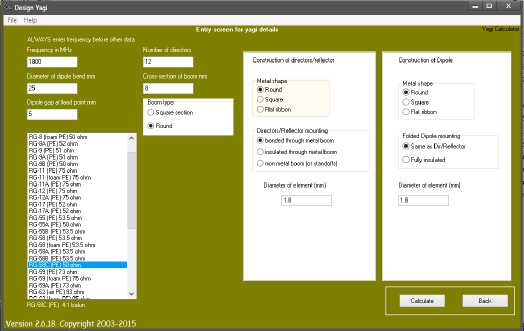 Design Yagi
File Help
Entry screen for yagi details
Yagi Calculator
ALWAYS enter frequency before other data
Frequency in MHz
1800
Number of directors
12
Diameter of dipole bend mm
25
Cross-section of boom mm
8
Dipole gap at feed point mm
5
Boom type
Square section
Round
RG-8 (foam PE) 50 ohm
RG-8A (PE) 52 ohm
RG-9 (PE) 51 ohm
RG-9A (PE) 51 ohm
RG-9B (PE) 50 ohm
RG-11 (PE) 75 ohm
RG-11 (foam PE) 75 ohm
RG-11A (PE) 75 ohm
RG-12 (PE) 75 ohm
RG-12A (PE) 75 ohm
RG-17 (PE) 52 ohm
RG-17A (PE) 52 ohm
RG-55 (PE) 53.5 ohm
RG-55A (PE) 50 ohm
RG-55B (PE) 53.5 ohm
RG-58 (PE) 53.5 ohm
RG-58 (foam PE) 53.5 ohm
RG-58A (PE) 53.5 ohm
RG-58B (PE) 53.5 ohm
RG-58C (PE) 50 ohm
RG-59 (PE) 73 ohm
RG-59 (foam PE) 75 ohm
RG-59A (PE) 73 ohm
RG-62 (air PE) 93 ohm
RG-58C (PE) 4:1 balun
Construction of directors/reflector
Metal shape
Round
Square
Flat ribbon
Directors/Reflector mounting
bonded through metal boom
insulated through metal boom
non metal boom (or standoffs)
Diameter of element (mm)
1.8
Construction of Dipole
Metal shape
Round
Square
Flat ribbon
Folded Dipole mounting
Same as Dir/Reflector
Fully insulated
Diameter of element (mm)
1.8
Calculate
Back
Version 2.6.18 Copyright 2003-2015